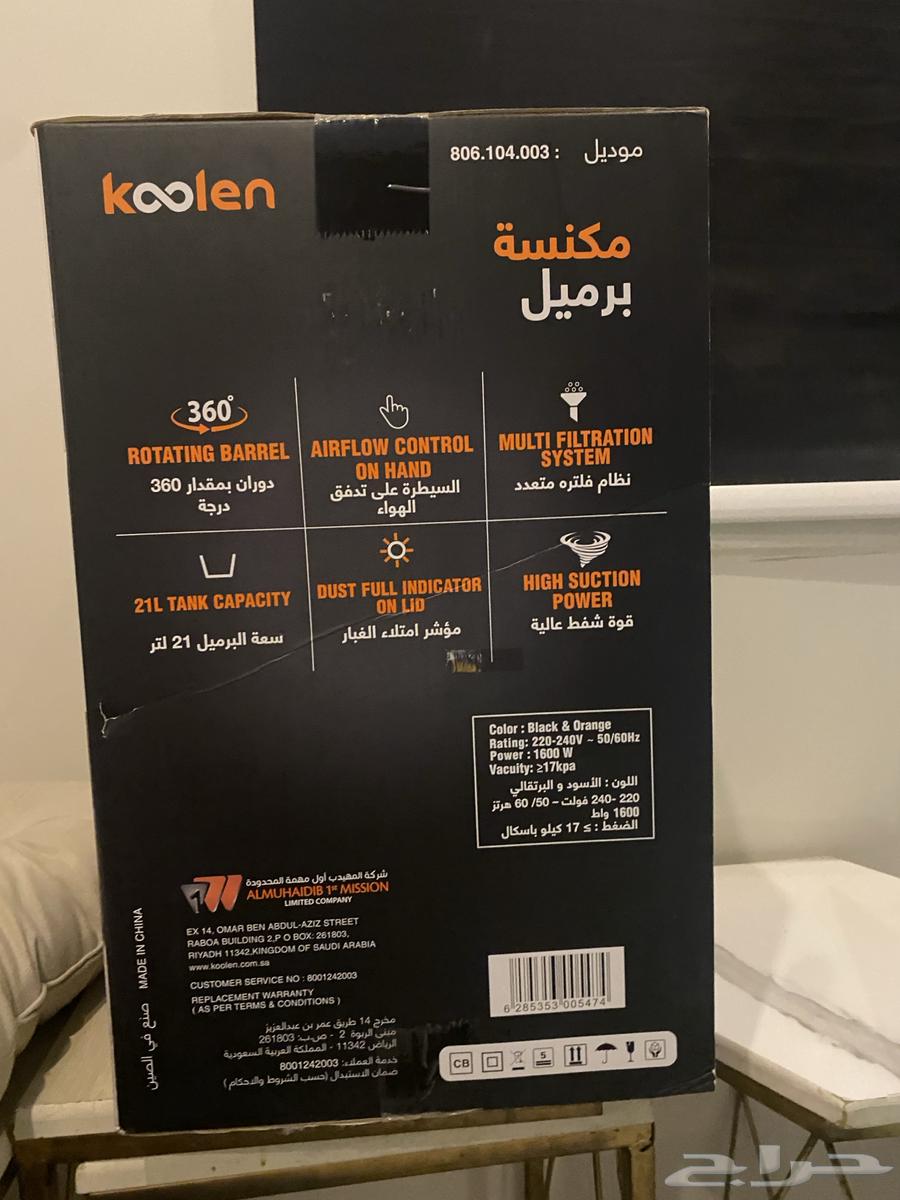 koolen
موديل : 806.104.003
مكنسة
برميل
360°
ROTATING BARREL
دوران بمقدار 360
درجة
AIRFLOW CONTROL
ON HAND
السيطرة على تدفق
الهواء
MULTI FILTRATION
SYSTEM
نظام فلتره متعدد
21L TANK CAPACITY
سعة البرميل 21 لتر
DUST FULL INDICATOR
ON LID
مؤشر امتلاء الغبار
HIGH SUCTION
POWER
قوة شفط عالية
Color : Black & Orange
Rating: 220-240V ~ 50/60Hz
Power : 1600 W
Vacuity: ≥17kpa
اللون : الأسود و البرتقالي
220 -240 فولت – 50/ 60 هرتز
1600 واط
الضغط : ≥ 17 كيلو باسكال
شركة المهيدب أول مهمة المحدودة
ALMUHAIDIB 1st MISSION
LIMITED COMPANY
EX 14, OMAR BEN ABDUL-AZIZ STREET
RABOA BUILDING 2,P O BOX: 261803,
RIYADH 11342,KINGDOM OF SAUDI ARABIA
www.koolen.com.sa
CUSTOMER SERVICE NO : 8001242003
REPLACEMENT WARRANTY
( AS PER TERMS & CONDITIONS )
مخرج 14 طريق عمر بن عبدالعزيز
مبنى الربوة 2 - ص.ب: 261803
الرياض 11342 - المملكة العربية السعودية
خدمة العملاء: 8001242003
ضمان الاستبدال (حسب الشروط والاحكام )
صنع في الصين MADE IN CHINA
6 285353 005474
CB
5
حراج